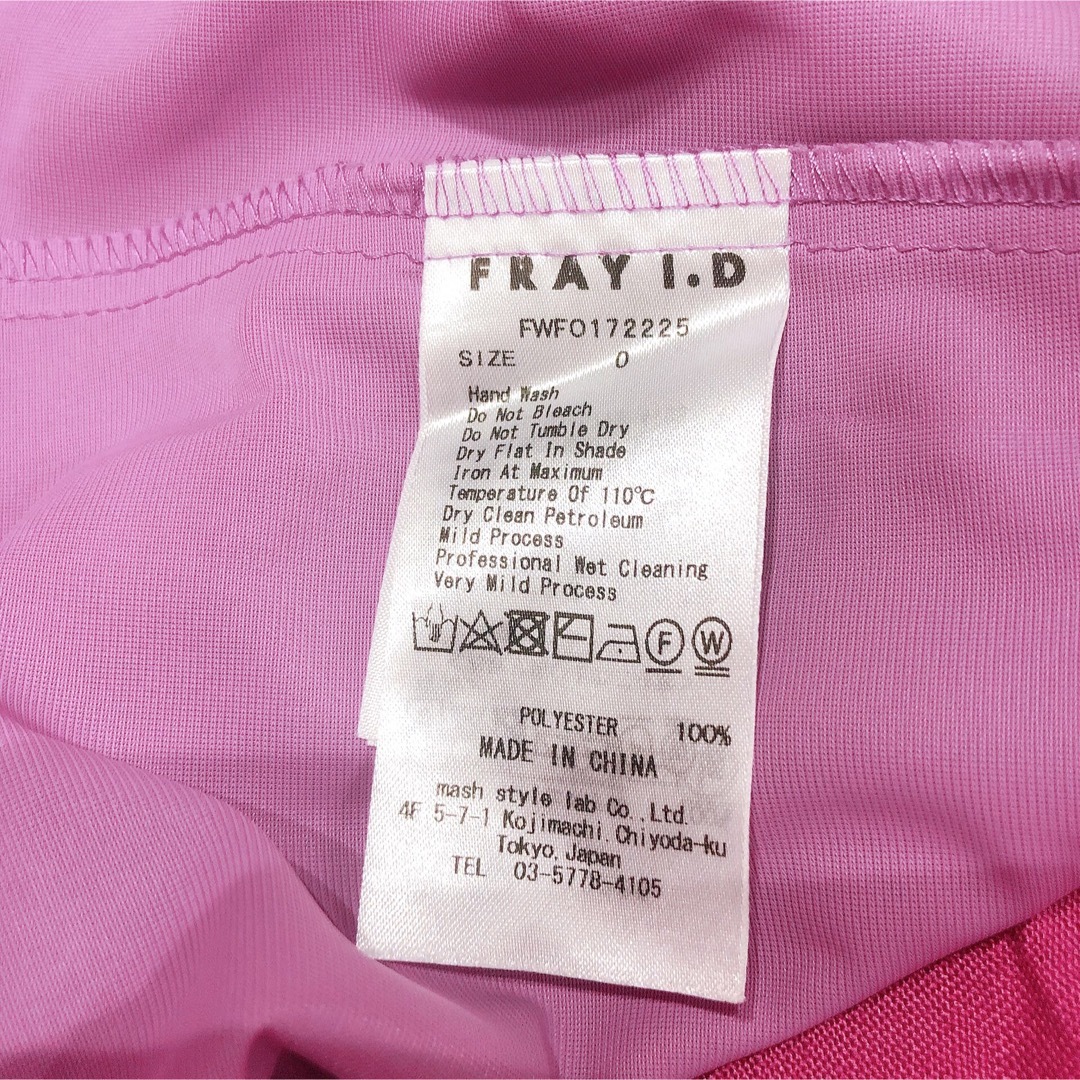 FRAY I.D
FWF0172225
SIZE 0
Hand Wash
Do Not Bleach
Do Not Tumble Dry
Dry Flat In Shade
Iron At Maximum
Temperature Of 110℃
Dry Clean Petroleum
Mild Process
Professional Wet Cleaning
Very Mild Process
F W
POLYESTER 100%
MADE IN CHINA
mash style lab Co.,Ltd.
4F 5-7-1 Kojimachi.Chiyoda-ku
Tokyo.Japan
TEL 03-5778-4105